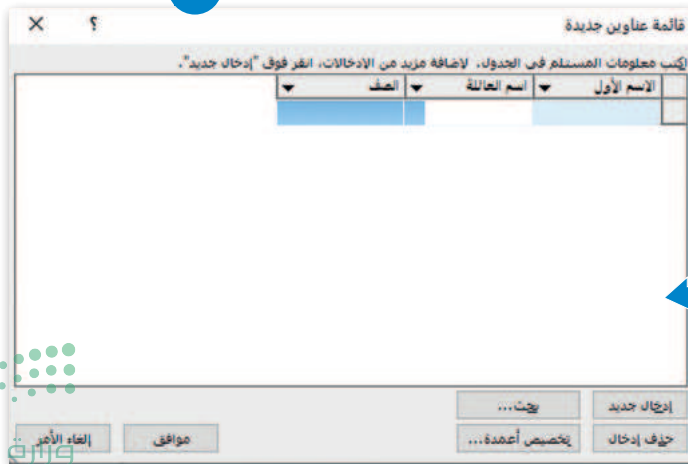 قائمة عناوين جديدة
؟ ×
اكتب معلومات المستلم في الجدول. لإضافة مزيد من الإدخالات، انقر فوق "إدخال جديد".
الاسم الأول اسم العائلة الصف
إدخال جديد بحث...
حذف إدخال تخصيص أعمدة... موافق إلغاء الأمر
وزارة